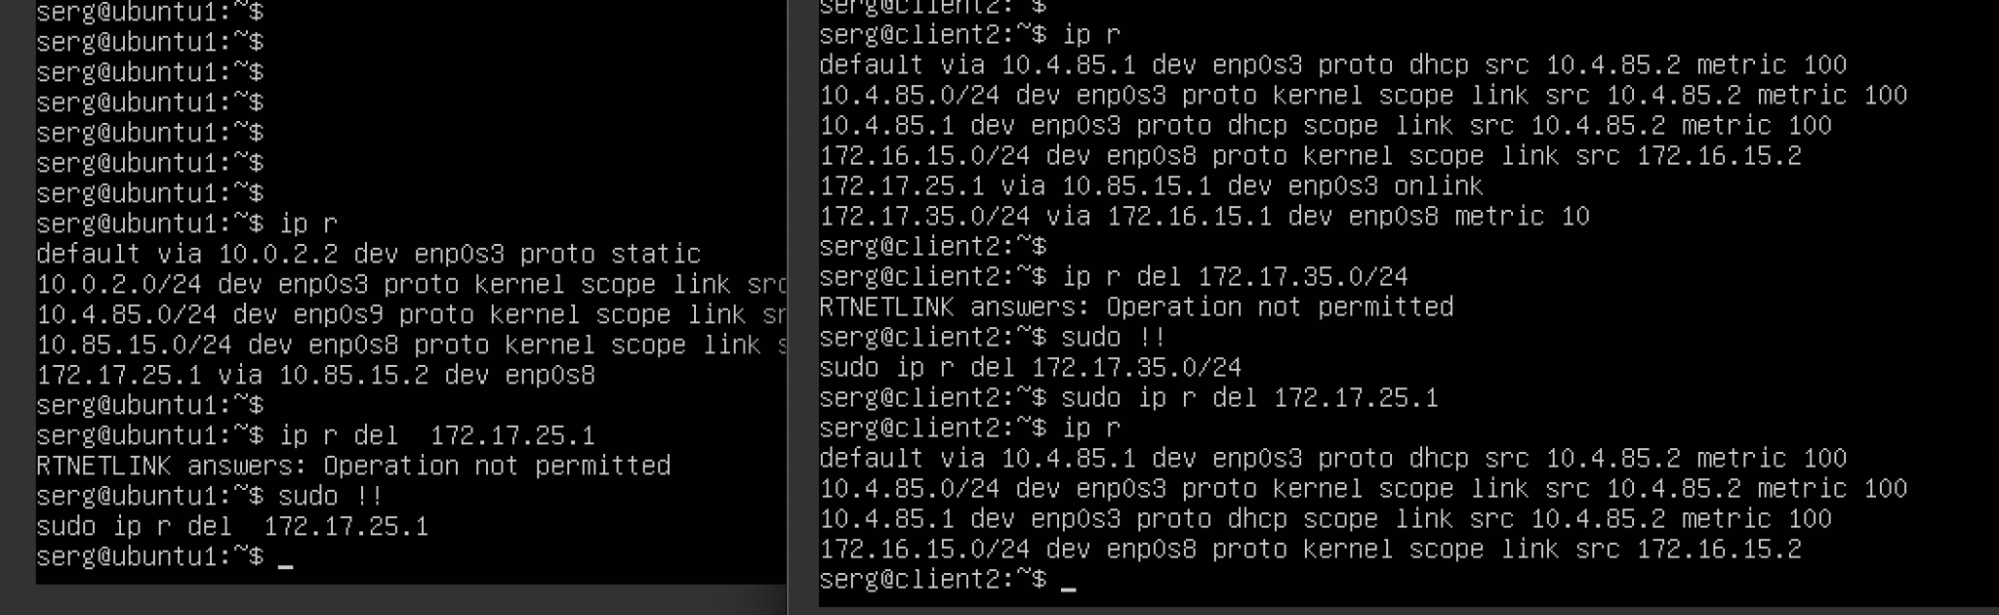 serg@ubuntu1:~$
serg@ubuntu1:~$
serg@ubuntu1:~$
serg@ubuntu1:~$
serg@ubuntu1:~$
serg@ubuntu1:~$
serg@ubuntu1:~$
serg@ubuntu1:~$ ip r
default via 10.0.2.2 dev enp0s3 proto static
10.0.2.0/24 dev enp0s3 proto kernel scope link src
10.4.85.0/24 dev enp0s9 proto kernel scope link sr
10.85.15.0/24 dev enp0s8 proto kernel scope link s
172.17.25.1 via 10.85.15.2 dev enp0s8
serg@ubuntu1:~$
serg@ubuntu1:~$ ip r del  172.17.25.1
RTNETLINK answers: Operation not permitted
serg@ubuntu1:~$ sudo !!
sudo ip r del  172.17.25.1
serg@ubuntu1:~$ _
serg@client2:~$
serg@client2:~$ ip r
default via 10.4.85.1 dev enp0s3 proto dhcp src 10.4.85.2 metric 100
10.4.85.0/24 dev enp0s3 proto kernel scope link src 10.4.85.2 metric 100
10.4.85.1 dev enp0s3 proto dhcp scope link src 10.4.85.2 metric 100
172.16.15.0/24 dev enp0s8 proto kernel scope link src 172.16.15.2
172.17.25.1 via 10.85.15.1 dev enp0s3 onlink
172.17.35.0/24 via 172.16.15.1 dev enp0s8 metric 10
serg@client2:~$
serg@client2:~$ ip r del 172.17.35.0/24
RTNETLINK answers: Operation not permitted
serg@client2:~$ sudo !!
sudo ip r del 172.17.35.0/24
serg@client2:~$ sudo ip r del 172.17.25.1
serg@client2:~$ ip r
default via 10.4.85.1 dev enp0s3 proto dhcp src 10.4.85.2 metric 100
10.4.85.0/24 dev enp0s3 proto kernel scope link src 10.4.85.2 metric 100
10.4.85.1 dev enp0s3 proto dhcp scope link src 10.4.85.2 metric 100
172.16.15.0/24 dev enp0s8 proto kernel scope link src 172.16.15.2
serg@client2:~$ _